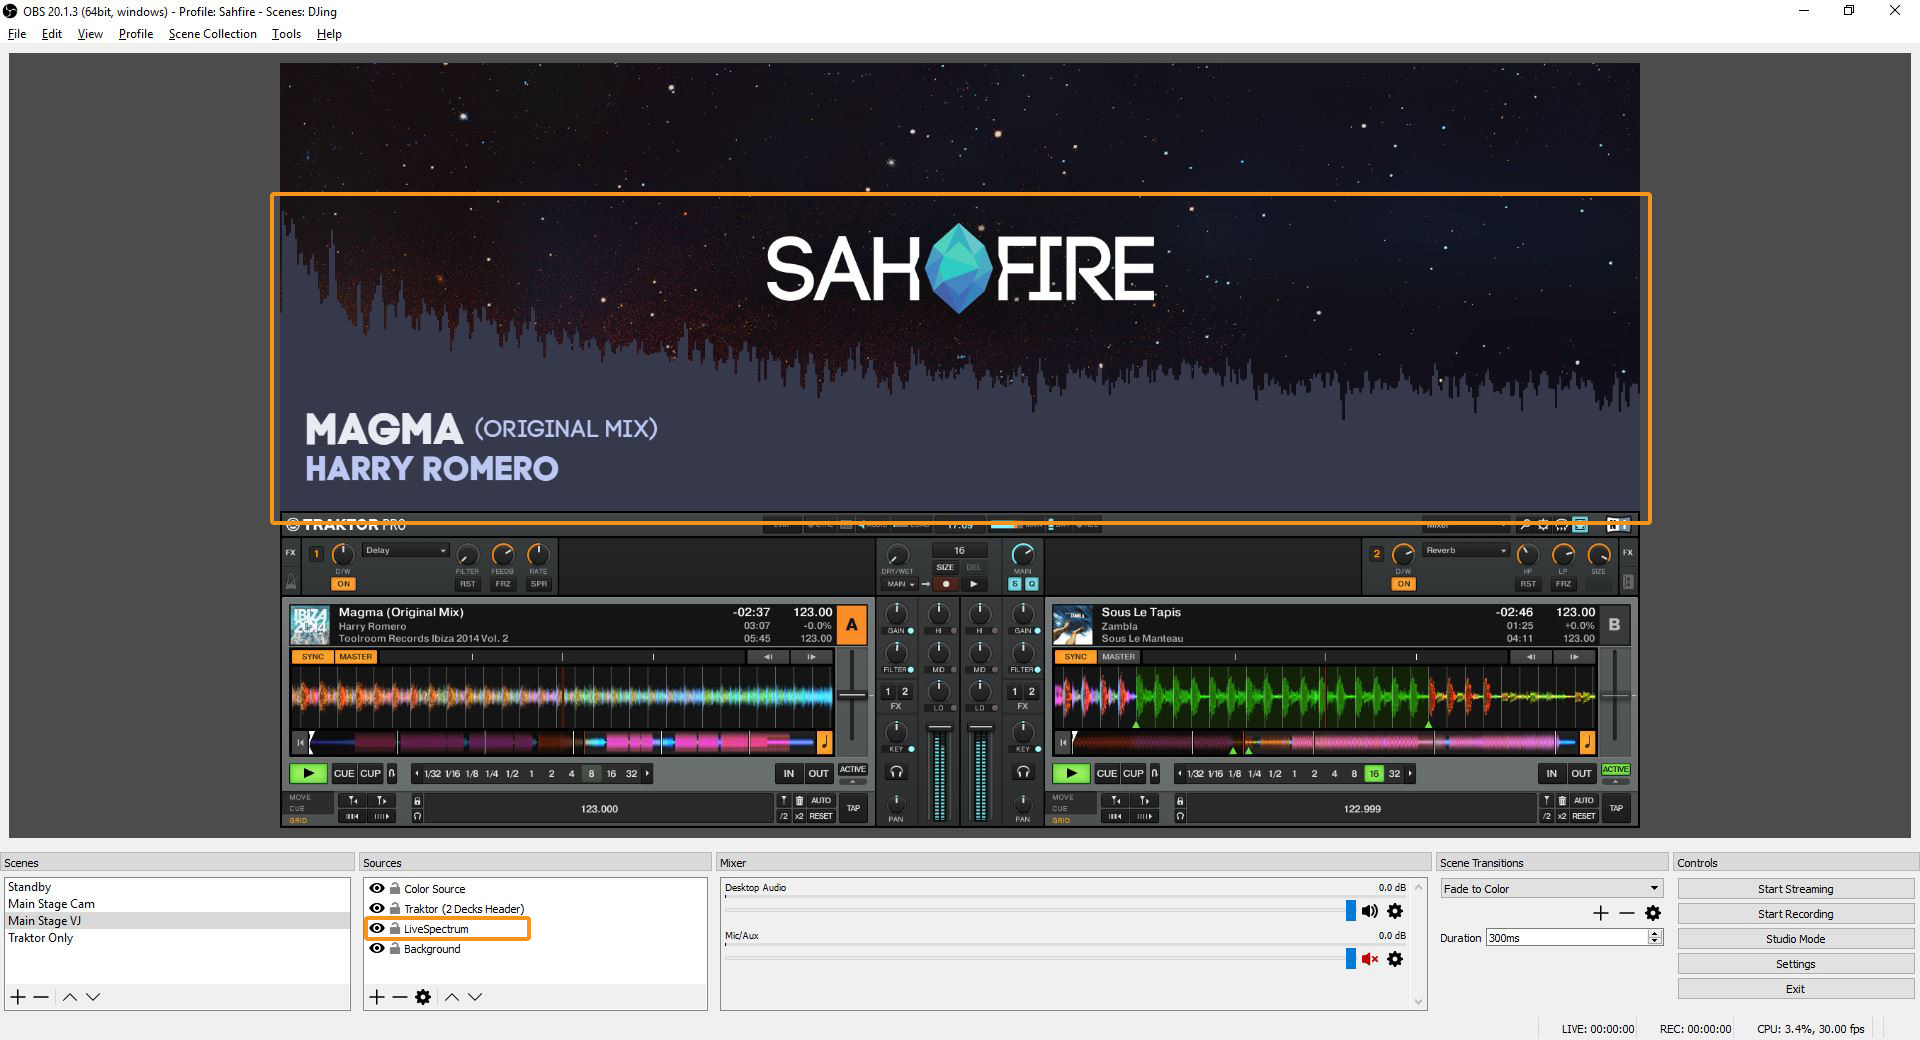 OBS 20.1.3 (64bit, windows) - Profile: Sahfire - Scenes: DJing
File Edit View Profile Scene Collection Tools Help
SAH FIRE
MAGMA (ORIGINAL MIX)
HARRY ROMERO
TRAKTOR PRO
17:09
Mixer
FX 1 Delay
D/W FILTER FEEDB RATE
ON RST FRZ SPR
16
SIZE DEL
DRY/WET MAIN
MAIN S Q
2 Reverb FX
D/W HP LP SIZE
ON RST FRZ
IBIZA 2014
Magma (Original Mix) -02:37 123.00
Harry Romero 03:07 -0.0%
Toolroom Records Ibiza 2014 Vol. 2 05:45 123.00
A
SYNC MASTER
GAIN HI HI GAIN
FILTER MID MID FILTER
1 2 LO LO 1 2
FX FX
KEY KEY
PAN PAN
Sous Le Tapis -02:46 123.00
Zambla 01:25 +0.0%
Sous Le Manteau 04:11 123.00
B
SYNC MASTER
CUE CUP 1/32 1/16 1/8 1/4 1/2 1 2 4 8 16 32 IN OUT ACTIVE
MOVE
CUE
GRID
123.000
AUTO
/2 x2 RESET
TAP
CUE CUP 1/32 1/16 1/8 1/4 1/2 1 2 4 8 16 32 IN OUT ACTIVE
MOVE
CUE
GRID
122.999
AUTO
/2 x2 RESET
TAP
Scenes
Standby
Main Stage Cam
Main Stage VJ
Traktor Only
Sources
Color Source
Traktor (2 Decks Header)
LiveSpectrum
Background
Mixer
Desktop Audio 0.0 dB
Mic/Aux 0.0 dB
Scene Transitions
Fade to Color
Duration 300ms
Controls
Start Streaming
Start Recording
Studio Mode
Settings
Exit
LIVE: 00:00:00 REC: 00:00:00 CPU: 3.4%, 30.00 fps